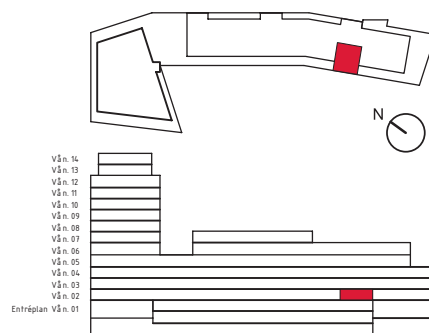 N
Vån. 14
Vån. 13
Vån. 12
Vån. 11
Vån. 10
Vån. 09
Vån. 08
Vån. 07
Vån. 06
Vån. 05
Vån. 04
Vån. 03
Vån. 02
Entréplan Vån. 01